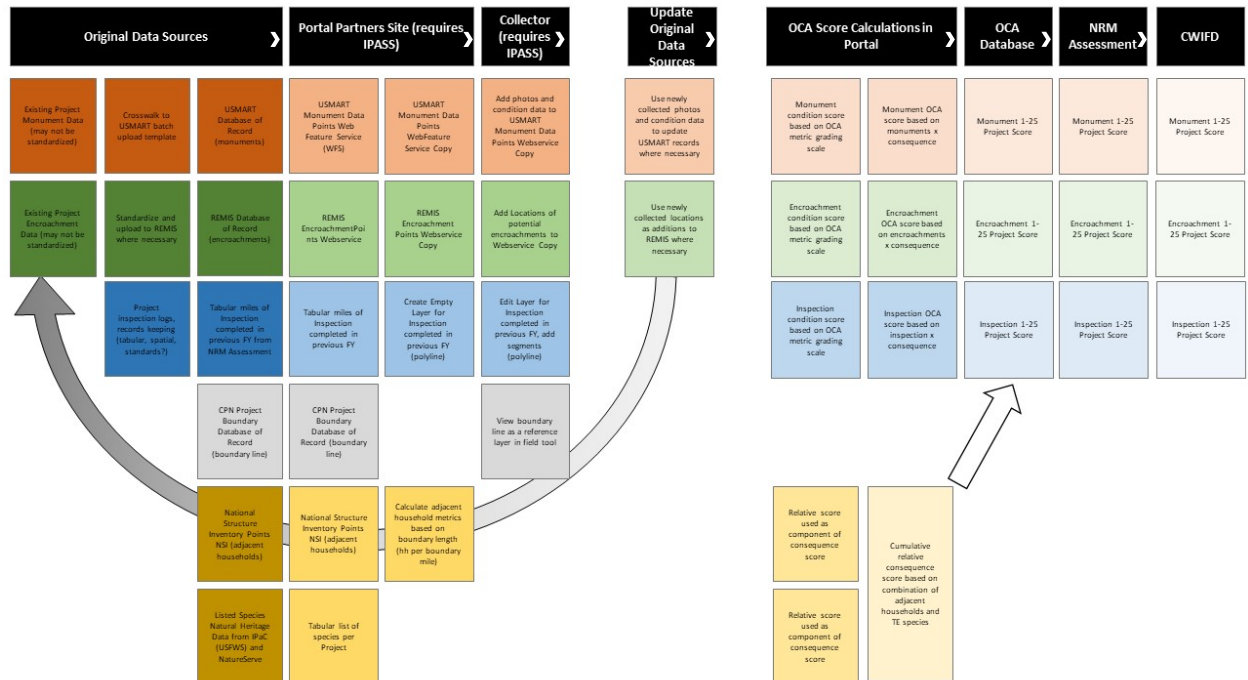 Original Data Sources
Portal Partners Site (requires
IPASS)
Collector
(requires
IPASS)
Update
Original
Data
Sources
OCA Score Calculations in
Portal
OCA
Database
NRM
Assessment
CWIFD
Existing Project
Monument Data
(may not be
standardized)
Crosswalk to
USMART batch
upload template
USMART
Database of
Record
(monuments)
USMART
Monument Data
Points Web
Feature Service
(WFS)
USMART
Monument Data
Points
WebFeature
Service Copy
Add photos and
condition data to
USMART
Monument Data
Points Webservice
Copy
Use newly
collected photos
and condition data
to update
USMART records
where necessary
Monument
condition score
based on OCA
metric grading
scale
Monument OCA
score based on
monuments x
consequence
Monument 1-25
Project Score
Monument 1-25
Project Score
Monument 1-25
Project Score
Existing Project
Encroachment
Data (may not be
standardized)
Standardize and
upload to REMIS
where necessary
REMIS Database
of Record
(encroachments)
REMIS
EncroachmentPoi
nts Webservice
REMIS
Encroachment
Points Webservice
Copy
Add Locations of
potential
encroachments to
Webservice Copy
Use newly
collected locations
as additions to
REMIS where
necessary
Encroachment
condition score
based on OCA
metric grading
scale
Encroachment
OCA score based
on
encroachments
x consequence
Encroachment 1-
25 Project Score
Encroachment 1-
25 Project Score
Encroachment 1-
25 Project Score
Project
inspection logs,
records keeping
(tabular, spatial,
standards?)
Tabular miles of
Inspection
completed in
previous FY from
NRM Assessment
Tabular miles of
Inspection
completed in
previous FY
Create Empty
Layer for
Inspection
completed in
previous FY
(polyline)
Edit Layer for
Inspection
completed in
previous FY, add
segments
(polyline)
Inspection
condition score
based on OCA
metric grading
scale
Inspection OCA
score based on
inspection x
consequence
Inspection 1-25
Project Score
Inspection 1-25
Project Score
Inspection 1-25
Project Score
CPN Project
Boundary
Database of
Record
(boundary line)
CPN Project
Boundary
Database of
Record
(boundary line)
View boundary
line as a reference
layer in field tool
National
Structure
Inventory Points
NSI (adjacent
households)
National Structure
Inventory Points
NSI (adjacent
households)
Calculate adjacent
household metrics
based on
boundary length
(hh per boundary
mile)
Relative score
used as
component of
consequence
score
Cumulative
relative
consequence
score based on
combination of
adjacent
households and
TE species
Listed Species
Natural Heritage
Data from IPaC
(USFWS) and
NatureServe
Tabular list of
species per
Project
Relative score
used as
component of
consequence
score